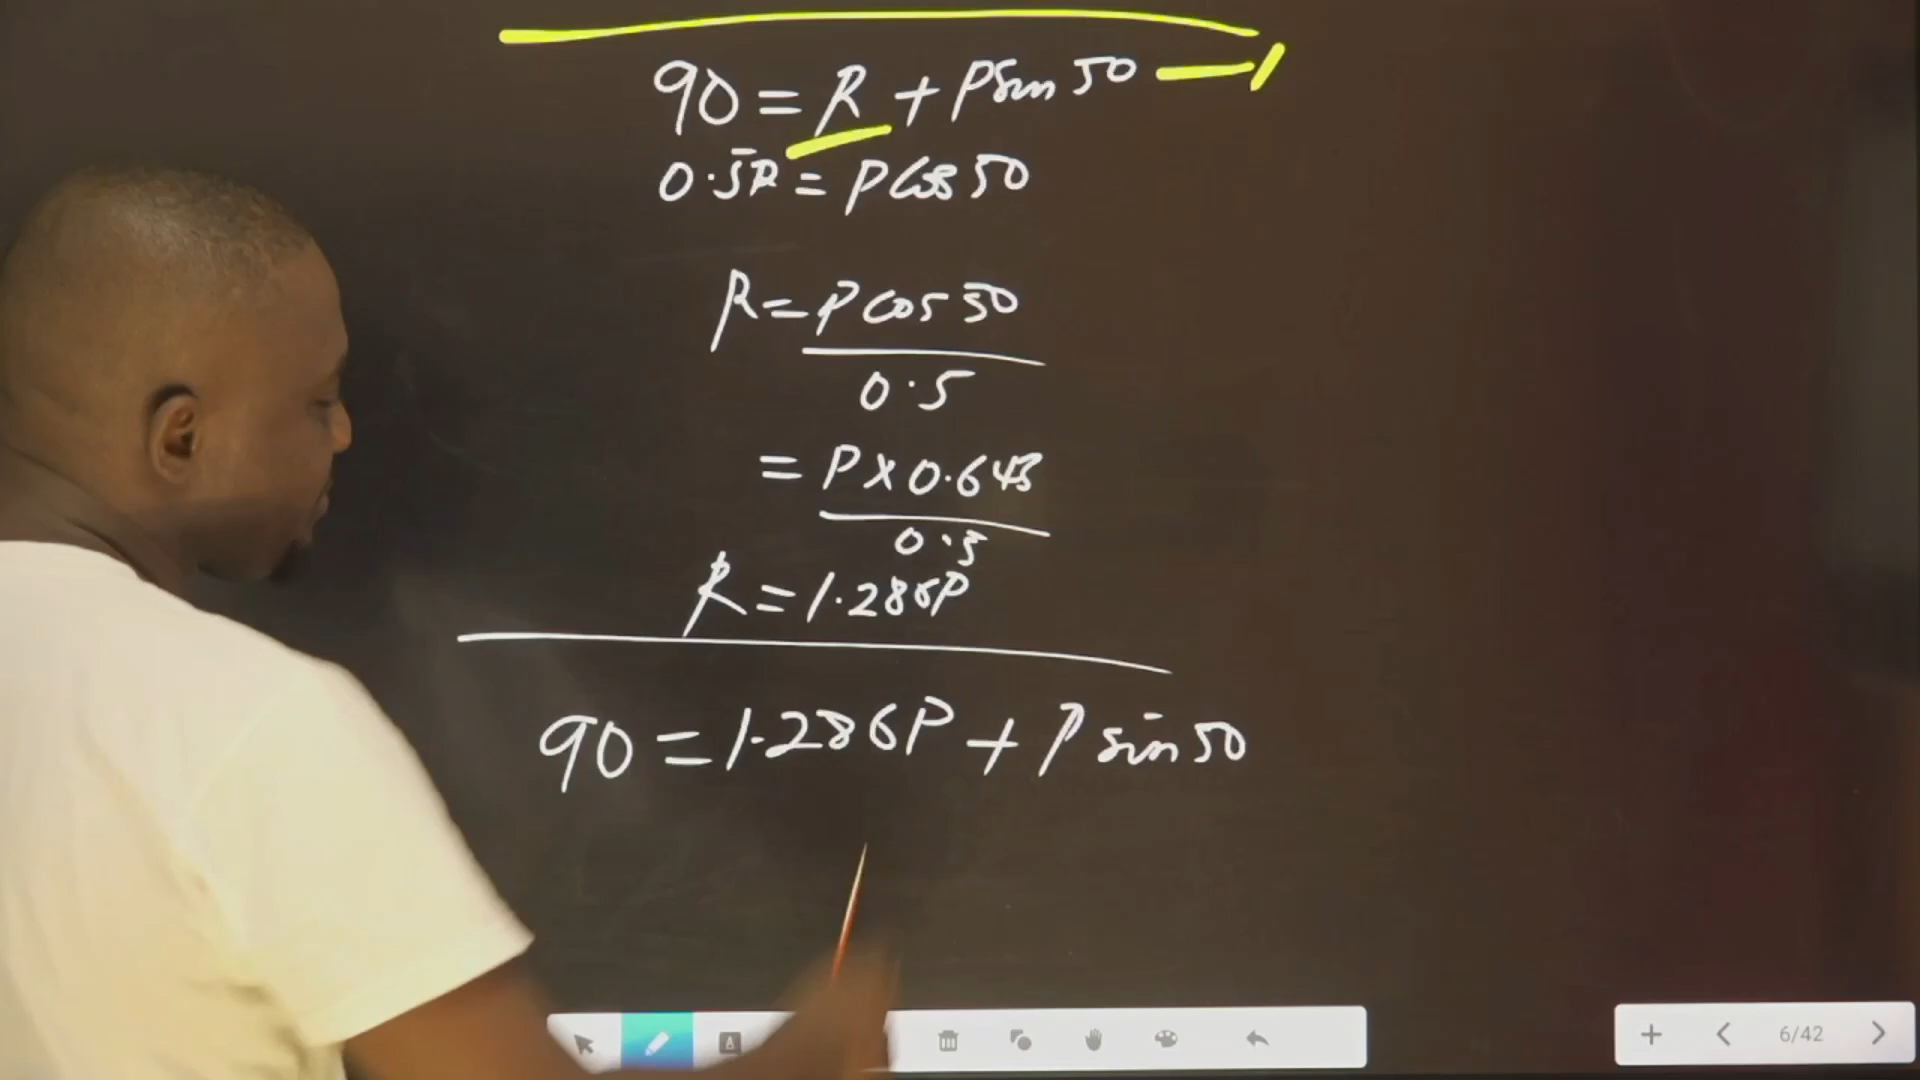 90 = R + P sin 50
0.5R = P cos 50
R = P cos 50
0.5
= P × 0.643
0.5
R = 1.286P
90 = 1.286P + P sin 50
A
6/42